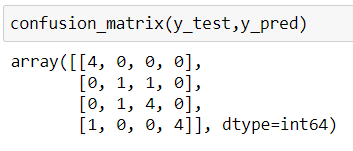 confusion_matrix(y_test,y_pred)
array([[4, 0, 0, 0],
[0, 1, 1, 0],
[0, 1, 4, 0],
[1, 0, 0, 4]], dtype=int64)